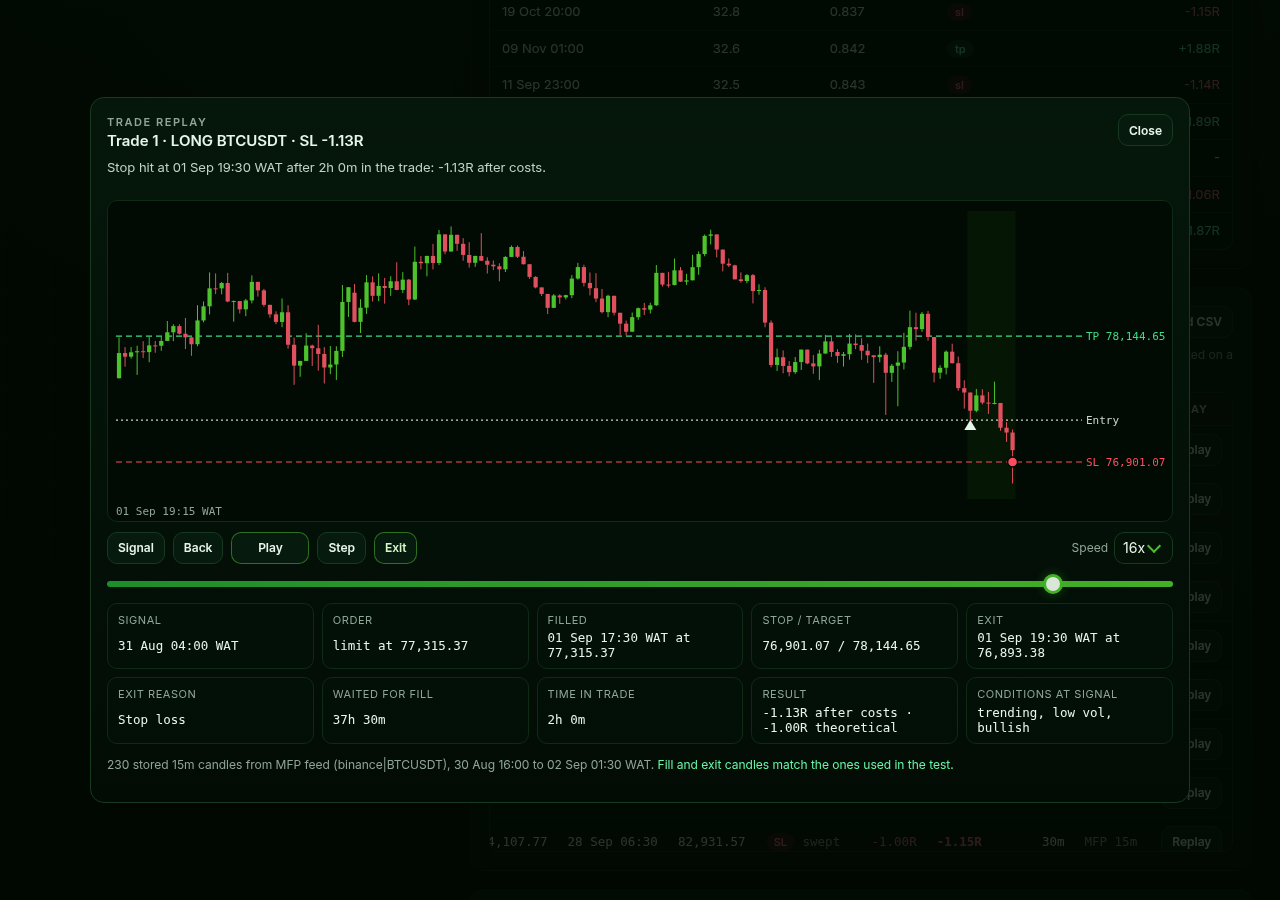 19 Oct 20:00 32.8 0.837 sl -1.15R
09 Nov 01:00 32.6 0.842 tp +1.88R
11 Sep 23:00 32.5 0.843 sl -1.14R
TRADE REPLAY
Trade 1 · LONG BTCUSDT · SL -1.13R
Close
Stop hit at 01 Sep 19:30 WAT after 2h 0m in the trade: -1.13R after costs.
TP 78,144.65
Entry
SL 76,901.07
01 Sep 19:15 WAT
Signal Back Play Step Exit Speed 16x
SIGNAL ORDER FILLED STOP / TARGET EXIT
31 Aug 04:00 WAT limit at 77,315.37 01 Sep 17:30 WAT at 76,901.07 / 78,144.65 01 Sep 19:30 WAT at
77,315.37 76,893.38
EXIT REASON WAITED FOR FILL TIME IN TRADE RESULT CONDITIONS AT SIGNAL
Stop loss 37h 30m 2h 0m -1.13R after costs · trending, low vol,
-1.00R theoretical bullish
230 stored 15m candles from MFP feed (binance|BTCUSDT), 30 Aug 16:00 to 02 Sep 01:30 WAT. Fill and exit candles match the ones used in the test.
4,107.77 28 Sep 06:30 82,931.57 SL swept -1.00R -1.15R 30m MFP 15m Replay